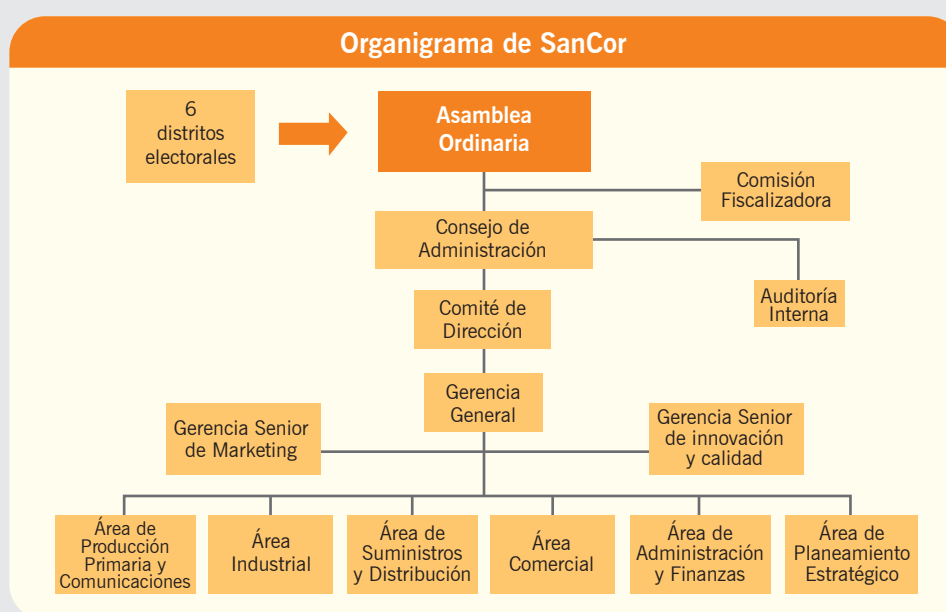 Organigrama de SanCor
6
distritos
electorales
Asamblea
Ordinaria
Comisión
Fiscalizadora
Consejo de
Administración
Auditoría
Interna
Comité de
Dirección
Gerencia
General
Gerencia Senior
de Marketing
Gerencia Senior
de innovación
y calidad
Área de
Producción
Primaria y
Comunicaciones
Área
Industrial
Área de
Suministros
y Distribución
Área
Comercial
Área de
Administración
y Finanzas
Área de
Planeamiento
Estratégico